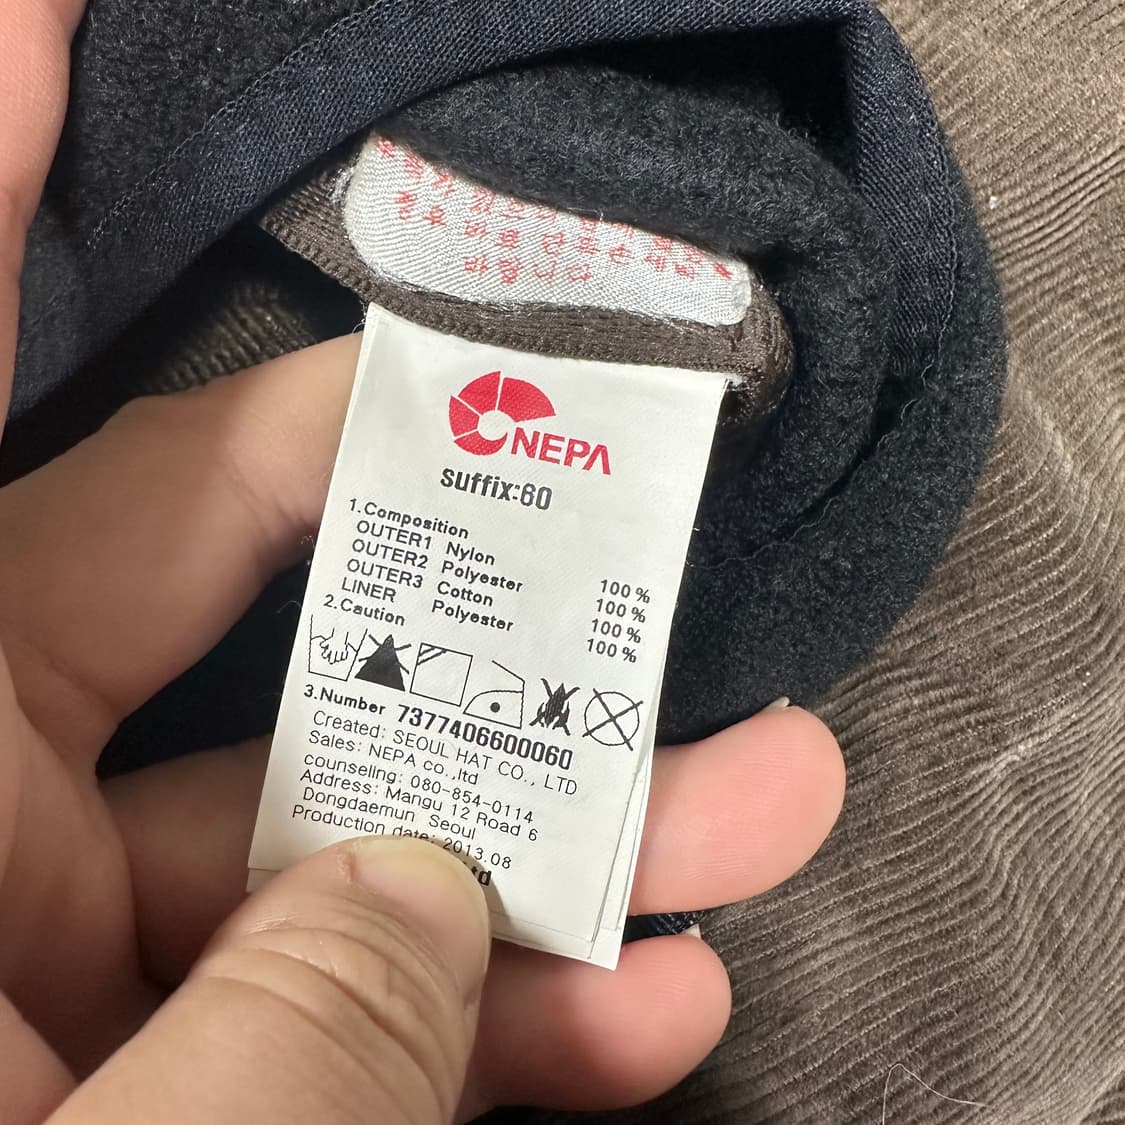 NEPA
suffix:60
1.Composition
OUTER1 Nylon 100 %
OUTER2 Polyester 100 %
OUTER3 Cotton 100 %
LINER Polyester 100 %
2.Caution
3.Number 7377406600060
Created: SEOUL HAT CO., LTD
Sales: NEPA co.,ltd
counseling: 080-854-0114
Address: Mangu 12 Road 6
Dongdaemun Seoul
Production date: 2013.08